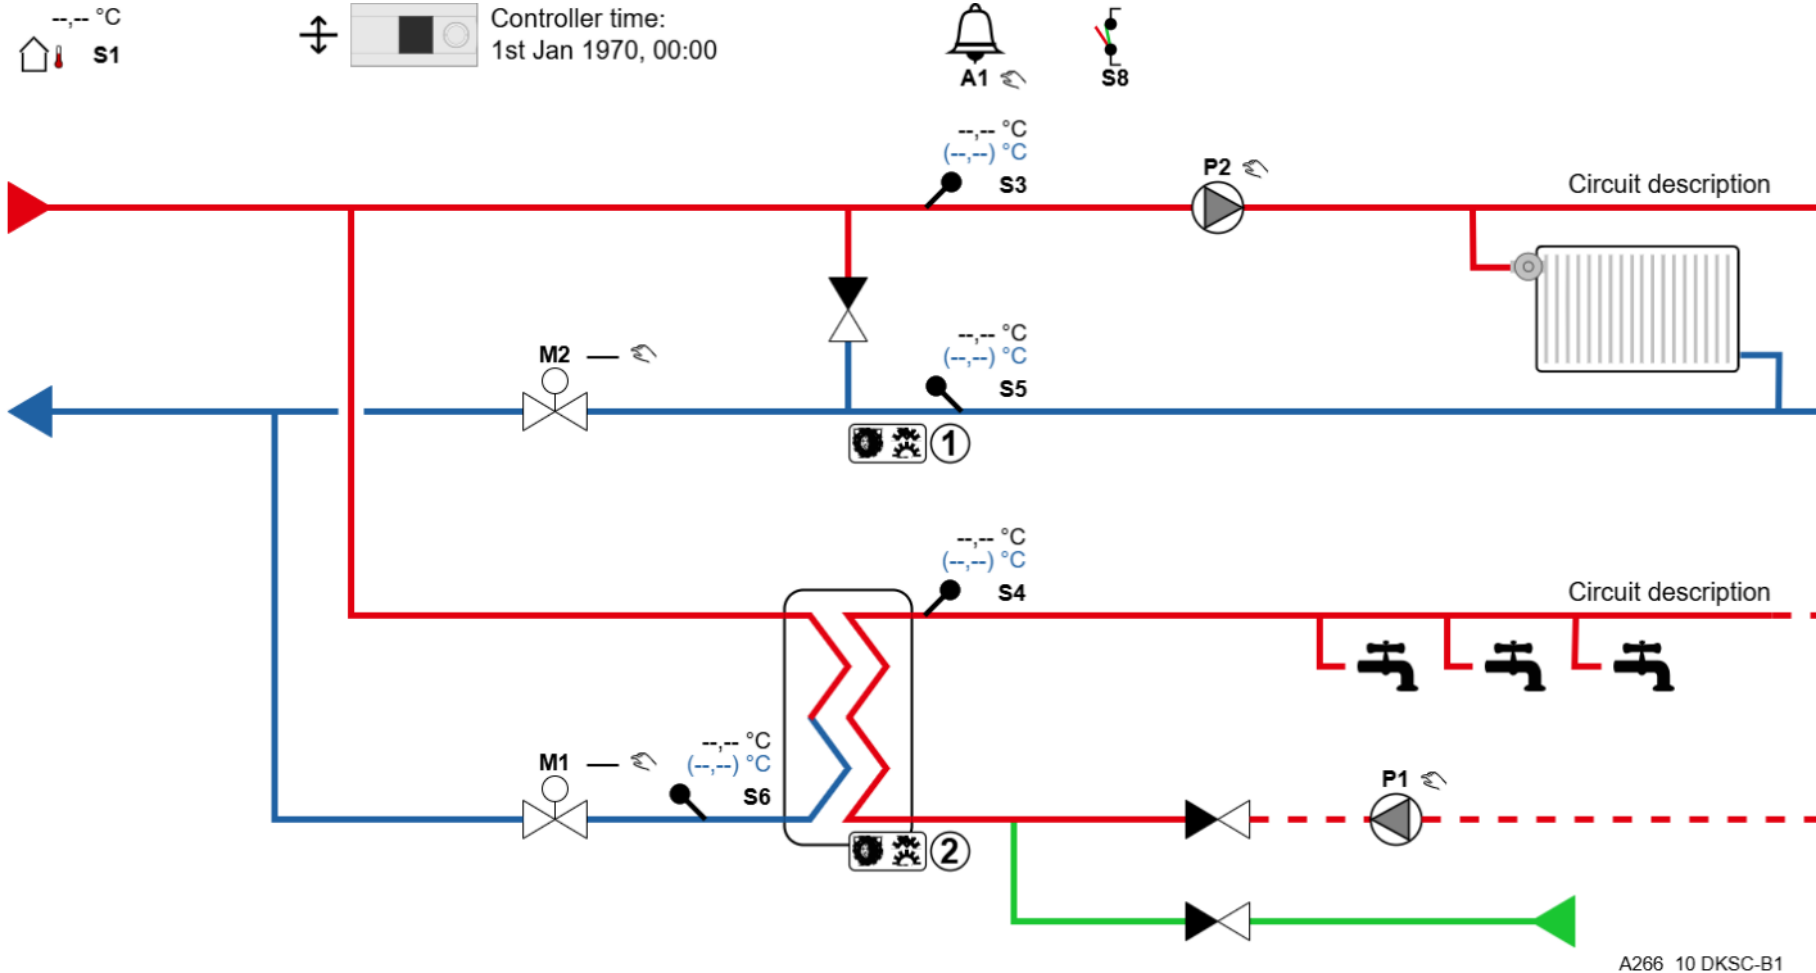 --,-- °C
S1
Controller time:
1st Jan 1970, 00:00
A1
S8
--,-- °C
(--,--) °C
S3
P2
Circuit description
--,-- °C
(--,--) °C
S5
M2
1
--,-- °C
(--,--) °C
S4
Circuit description
--,-- °C
(--,--) °C
S6
M1
P1
2
A266 10 DKSC-B1